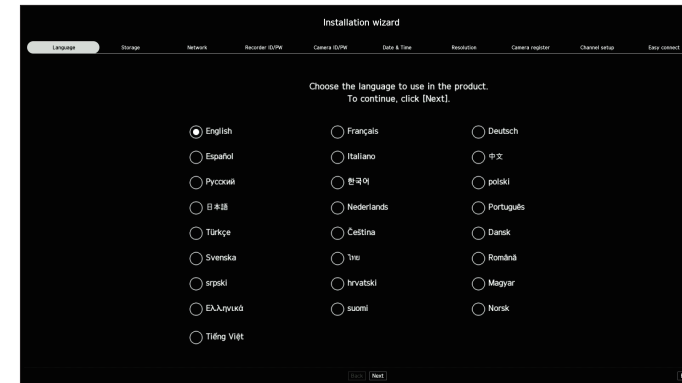 Installation wizard
Language Storage Network Recorder ID/PW Camera ID/PW Date & Time Resolution Camera register Channel setup Easy connect
Choose the language to use in the product.
To continue, click [Next].
English Français Deutsch
Español Italiano 中文
Русский 한국어 polski
日本語 Nederlands Português
Türkçe Čeština Dansk
Svenska ไทย Română
srpski hrvatski Magyar
Ελληνικά suomi Norsk
Tiếng Việt
Back Next